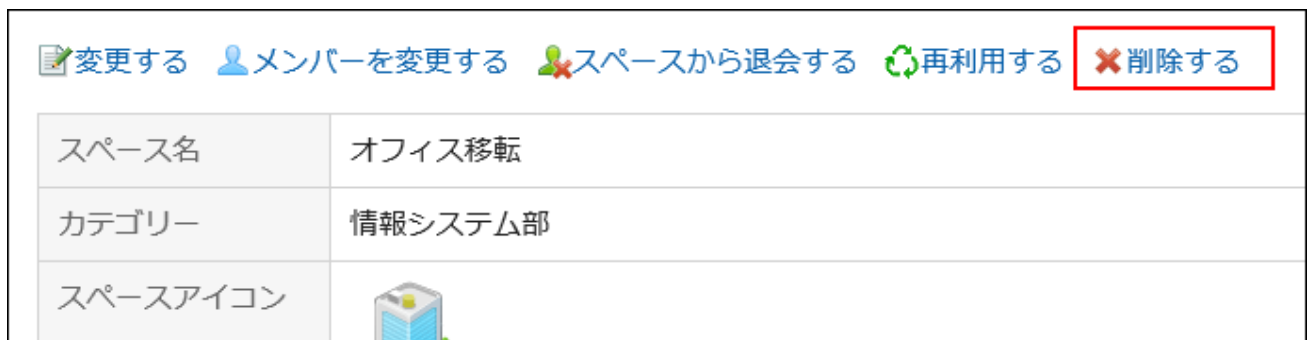 変更する メンバーを変更する スペースから退会する 再利用する 削除する
スペース名 オフィス移転
カテゴリー 情報システム部
スペースアイコン